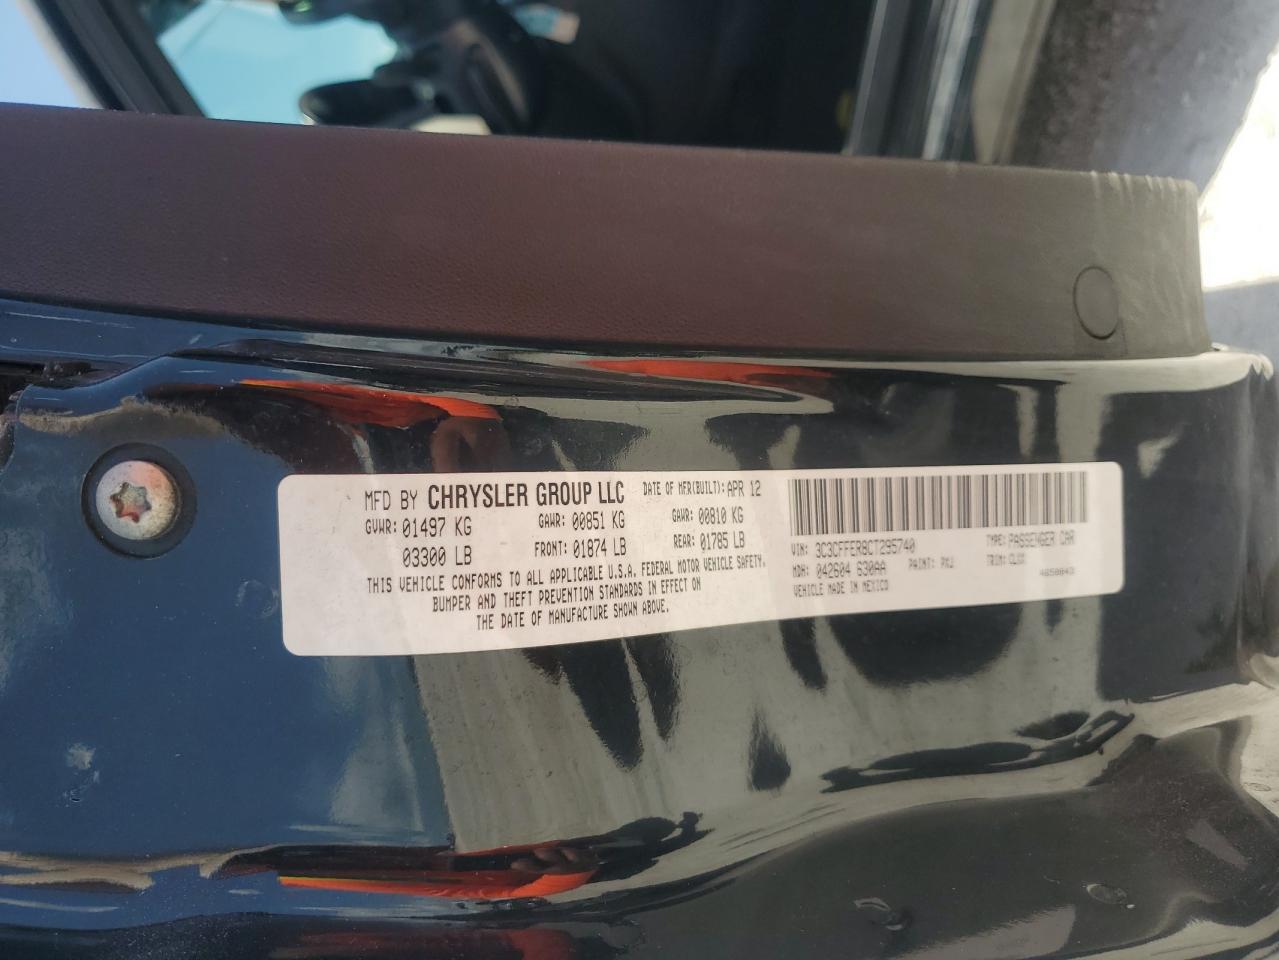 MFD BY CHRYSLER GROUP LLC DATE OF MFR(BUILT): APR 12
GVWR: 01497 KG GAWR: 00851 KG GAWR: 00810 KG
03300 LB FRONT: 01874 LB REAR: 01785 LB
THIS VEHICLE CONFORMS TO ALL APPLICABLE U.S.A. FEDERAL MOTOR VEHICLE SAFETY,
BUMPER AND THEFT PREVENTION STANDARDS IN EFFECT ON
THE DATE OF MANUFACTURE SHOWN ABOVE.
VIN: 3C3CFFER8CT295740 TYPE: PASSENGER CAR
MDH: 042604 630AA PAINT: TRIM:
VEHICLE MADE IN MEXICO